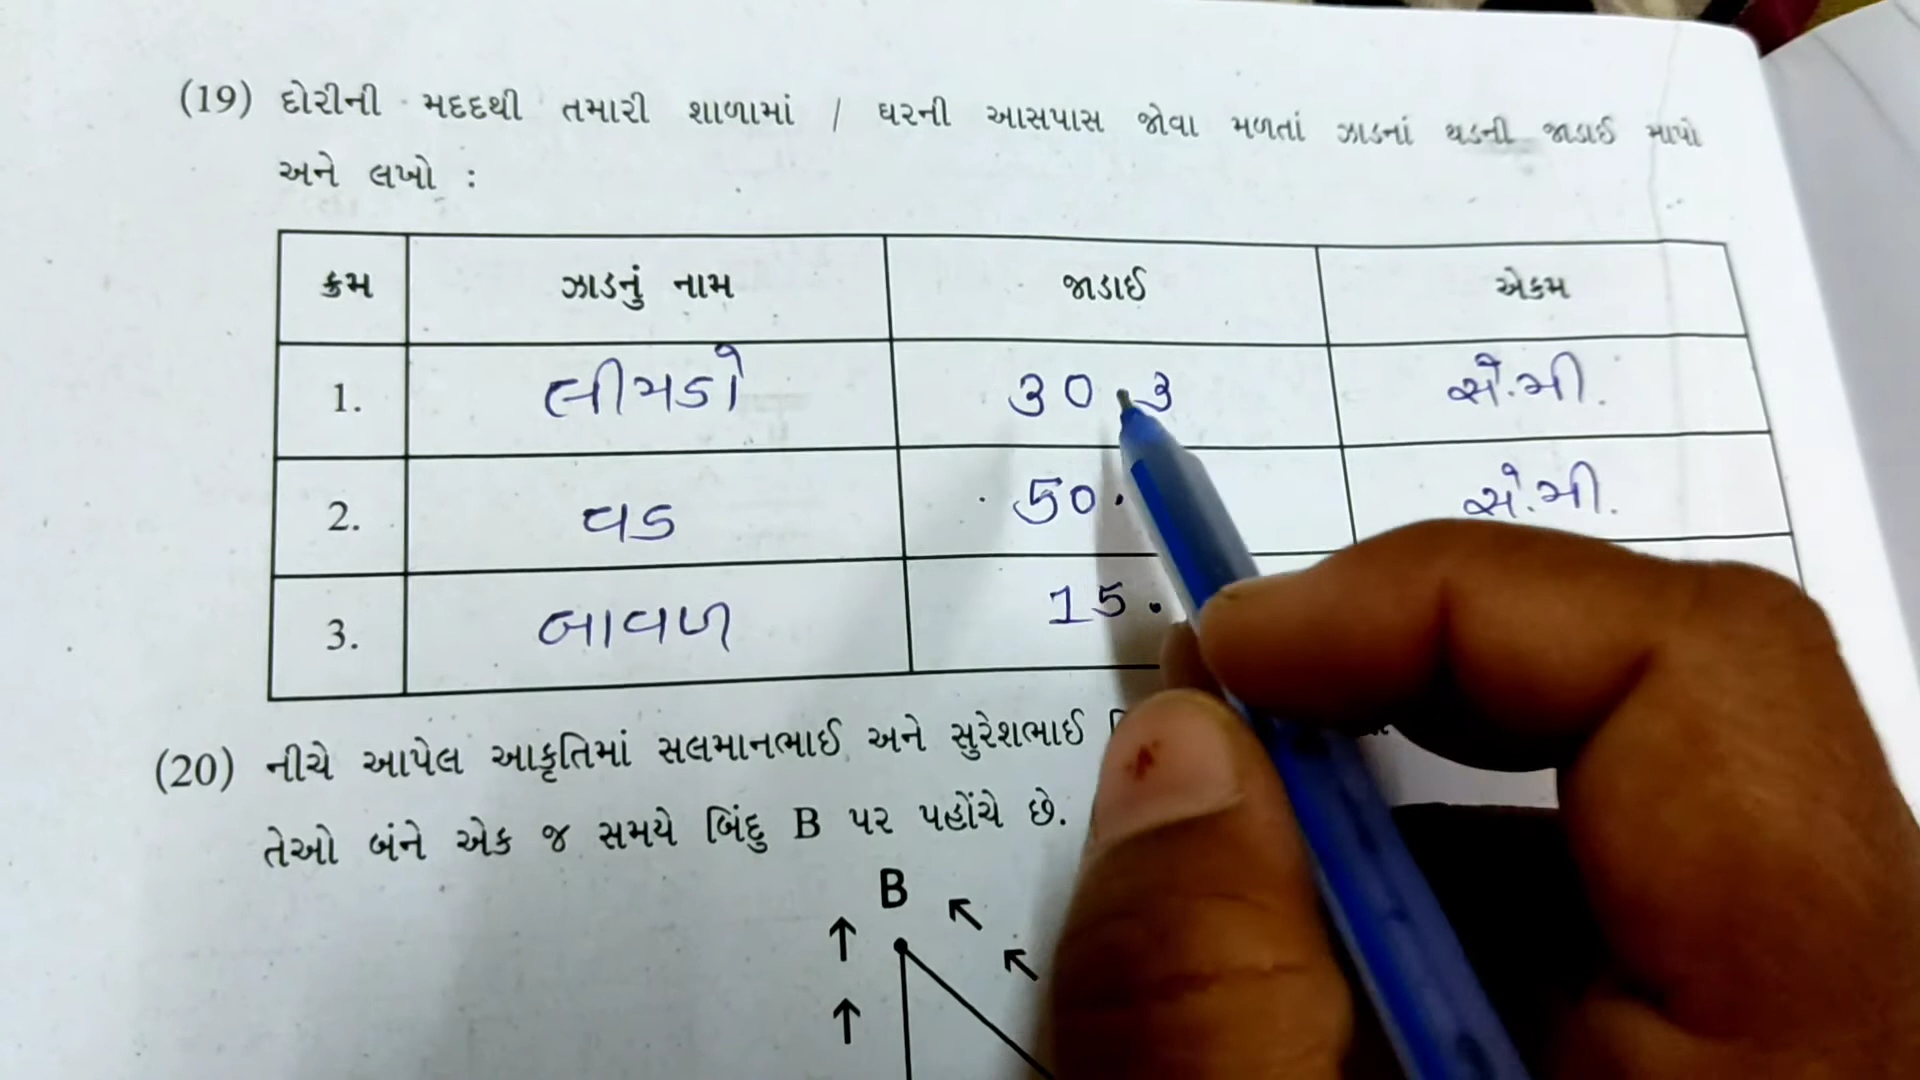 (19) દોરીની મદદથી તમારી શાળામાં / ઘરની આસપાસ જોવા મળતાં ઝાડનાં થડની જાડાઈ માપો
અને લખો :
ક્રમ ઝાડનું નામ જાડાઈ એકમ
1. લીમડો 30.3 સે.મી.
2. વડ 50. સે.મી.
3. બાવળ 15.
(20) નીચે આપેલ આકૃતિમાં સલમાનભાઈ અને સુરેશભાઈ
તેઓ બંને એક જ સમયે બિંદુ B પર પહોંચે છે.
B